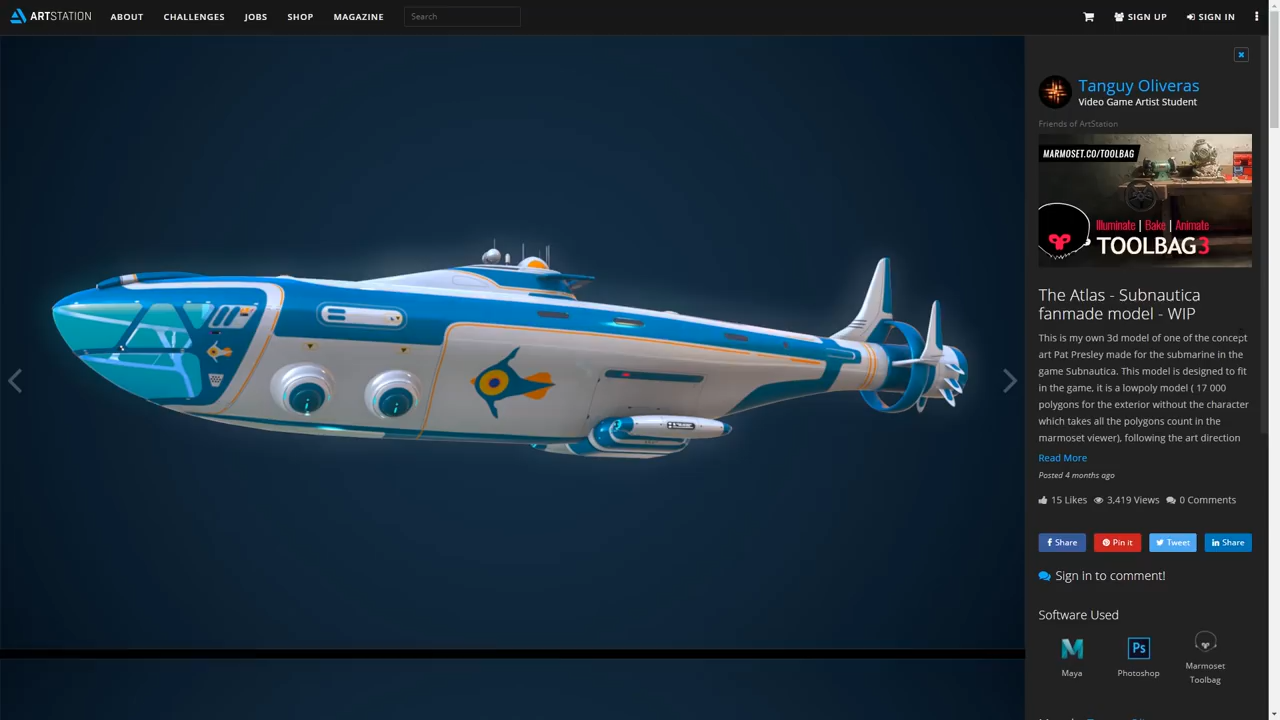 ARTSTATION ABOUT CHALLENGES JOBS SHOP MAGAZINE Search SIGN UP SIGN IN
Tanguy Oliveras
Video Game Artist Student
Friends of ArtStation
MARMOSET.CO/TOOLBAG
Illuminate | Bake | Animate
TOOLBAG 3
The Atlas - Subnautica
fanmade model - WIP
This is my own 3d model of one of the concept
art Pat Presley made for the submarine in the
game Subnautica. This model is designed to fit
in the game, it is a lowpoly model ( 17 000
polygons for the exterior without the character
which takes all the polygons count in the
marmoset viewer), following the art direction
Read More
Posted 4 months ago
15 Likes 3,419 Views 0 Comments
Share Pin it Tweet Share
Sign in to comment!
Software Used
Ps
Maya Photoshop Marmoset
Toolbag